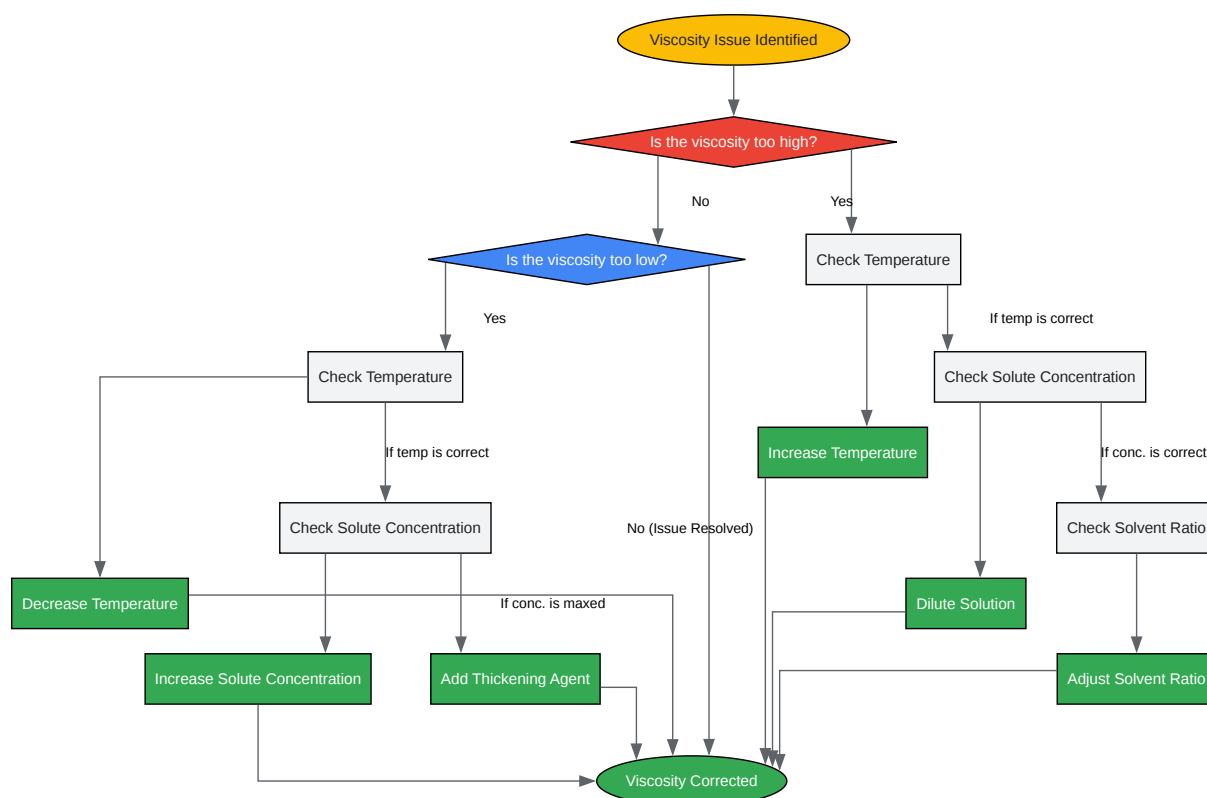 Viscosity Issue Identified
Is the viscosity too high?
No
Yes
Is the viscosity too low?
Check Temperature
Yes
If temp is correct
Check Temperature
Check Solute Concentration
If temp is correct
Increase Temperature
If conc. is correct
Check Solute Concentration
No (Issue Resolved)
Check Solvent Ratio
Decrease Temperature
If conc. is maxed
Dilute Solution
Increase Solute Concentration
Add Thickening Agent
Adjust Solvent Ratio
Viscosity Corrected